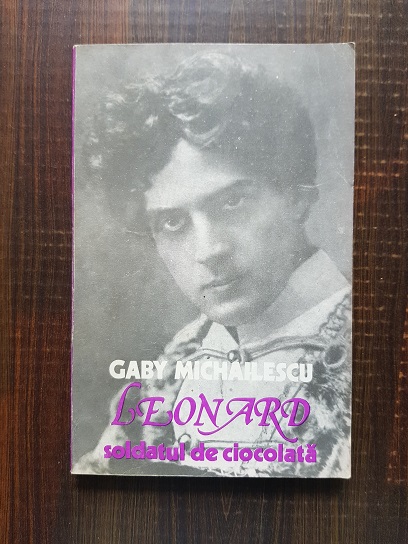 GABY MICHAILESCU
LEONARD
soldatul de ciocolată